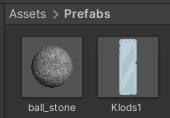 Assets > Prefabs
ball_stone
Klods1